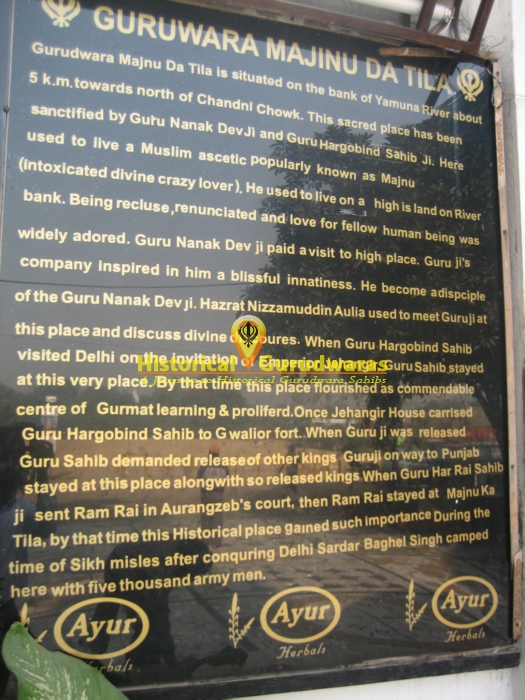 GURUWARA MAJINU DA TILA
Gurudwara Majnu Da Tila is situated on the bank of Yamuna River about
5 k.m. towards north of Chandni Chowk. This sacred place has been
sanctified by Guru Nanak Dev Ji and Guru Hargobind Sahib Ji. Here
used to live a Muslim ascetic popularly known as Majnu
(intoxicated divine crazy lover). He used to live on a high is land on River
bank. Being recluse,renunciated and love for fellow human being was
widely adored. Guru Nanak Dev ji paid a visit to high place. Guru ji's
company inspired in him a blissful innatiness. He become adispciple
of the Guru Nanak Dev ji. Hazrat Nizzamuddin Aulia used to meet Guruji at
this place and discuss divine oures. When Guru Hargobind Sahib
visited Delhi on the invitation of Emperor Jehangir, Guru Sahib stayed
Historical Gurudwaras
A Journey of Historical Gurudwara Sahibs
at this very place. By that time this place flourished as commendable
centre of Gurmat learning & proliferd.Once Jehangir House carrised
Guru Hargobind Sahib to Gwalior fort. When Guru ji was released
Guru Sahib demanded release of other kings Guruji on way to Punjab
stayed at this place alongwith so released kings When Guru Har Rai Sahib
ji sent Ram Rai in Aurangzeb's court, then Ram Rai stayed at Majnu Ka
Tila, by that time this Historical place gained such importance During the
time of Sikh misles after conquring Delhi Sardar Baghel Singh camped
here with five thousand army men.
Ayur Ayur Ayur
Herbals Herbals Herbals